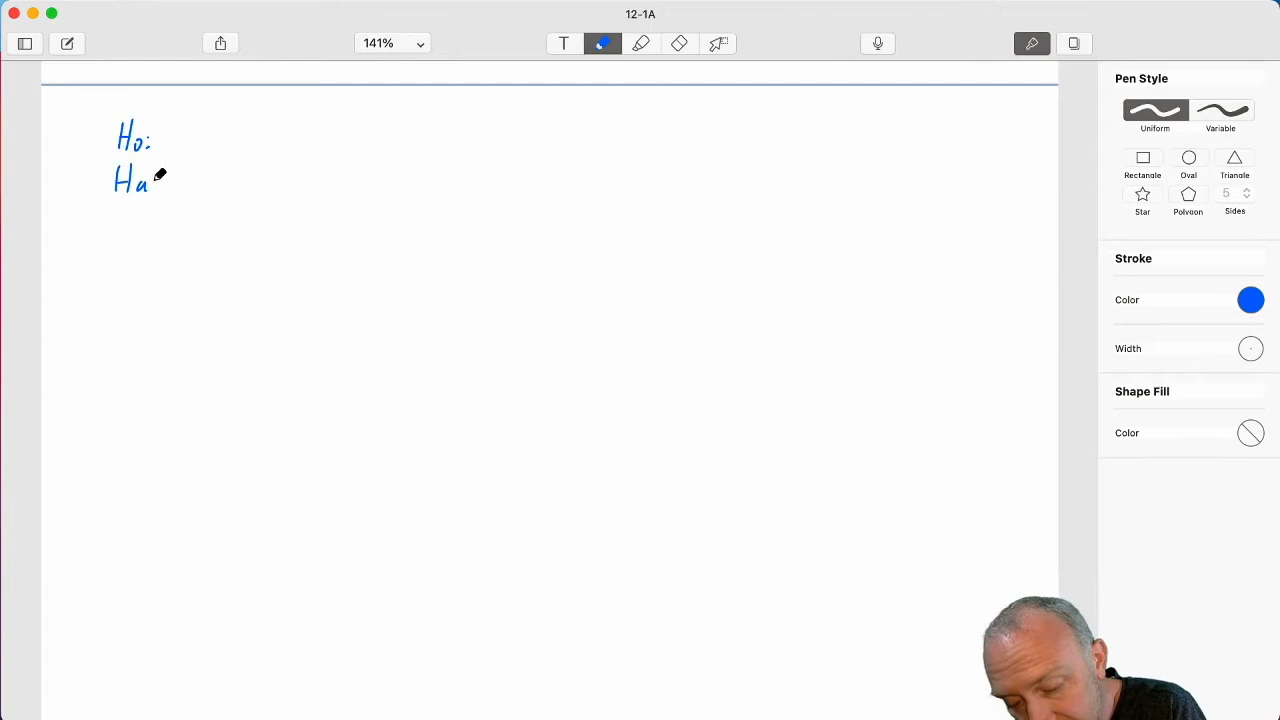 12-1A
141%
T
Pen Style
Uniform
Variable
Rectangle
Oval
Triangle
5
Star
Polygon
Sides
Stroke
Color
Width
Shape Fill
Color
Ho:
Ha